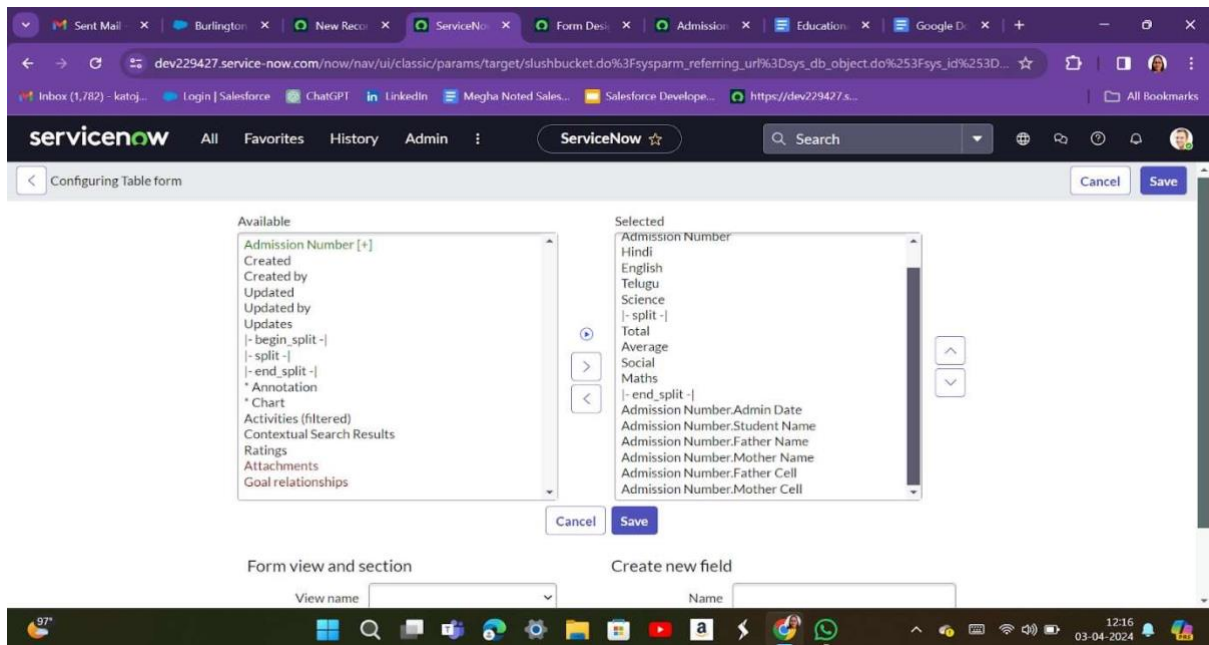 Sent Mail -
Burlington
New Reco
ServiceNo
Form Desi
Admission
Education
Google D
dev229427.service-now.com/now/nav/ui/classic/params/target/slushbucket.do%3Fsysparm_referring_url%3Dsys_db_object.do%253Fsys_id%253D...
Inbox (1,782) - katoj...
Login | Salesforce
ChatGPT
LinkedIn
Megha Noted Sales...
Salesforce Develope...
https://dev229427.s...
All Bookmarks
servicenow
All
Favorites
History
Admin
ServiceNow
Search
Configuring Table form
Cancel
Save
Available
Admission Number [+]
Created
Created by
Updated
Updated by
Updates
|- begin_split -|
|- split -|
|- end_split -|
* Annotation
* Chart
Activities (filtered)
Contextual Search Results
Ratings
Attachments
Goal relationships
Selected
Admission Number
Hindi
English
Telugu
Science
|- split -|
Total
Average
Social
Maths
|- end_split -|
Admission Number.Admin Date
Admission Number.Student Name
Admission Number.Father Name
Admission Number.Mother Name
Admission Number.Father Cell
Admission Number.Mother Cell
Cancel
Save
Form view and section
View name
Create new field
Name
97°
12:16
03-04-2024